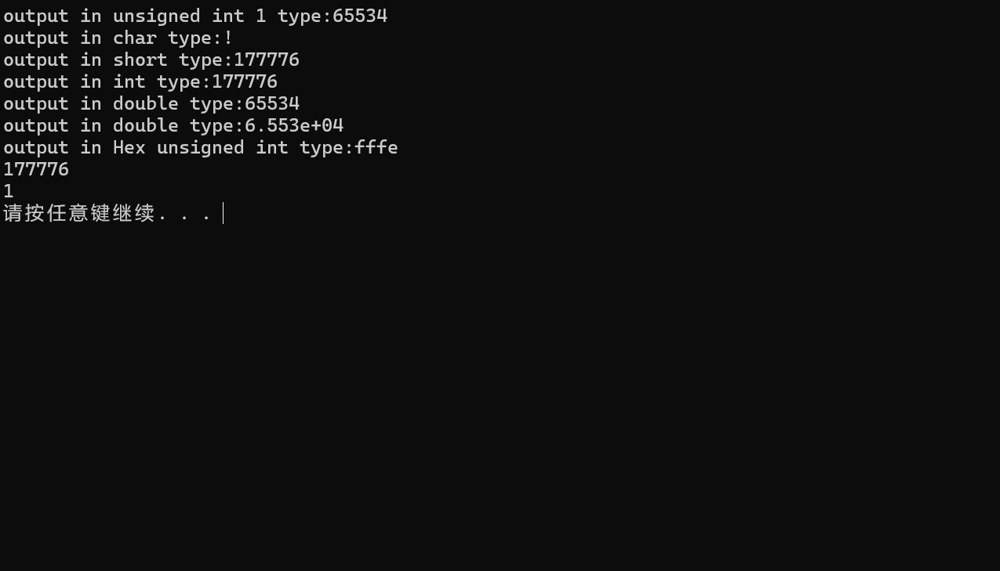 output in unsigned int 1 type:65534
output in char type:!
output in short type:177776
output in int type:177776
output in double type:65534
output in double type:6.553e+04
output in Hex unsigned int type:fffe
177776
1
请按任意键继续. . .